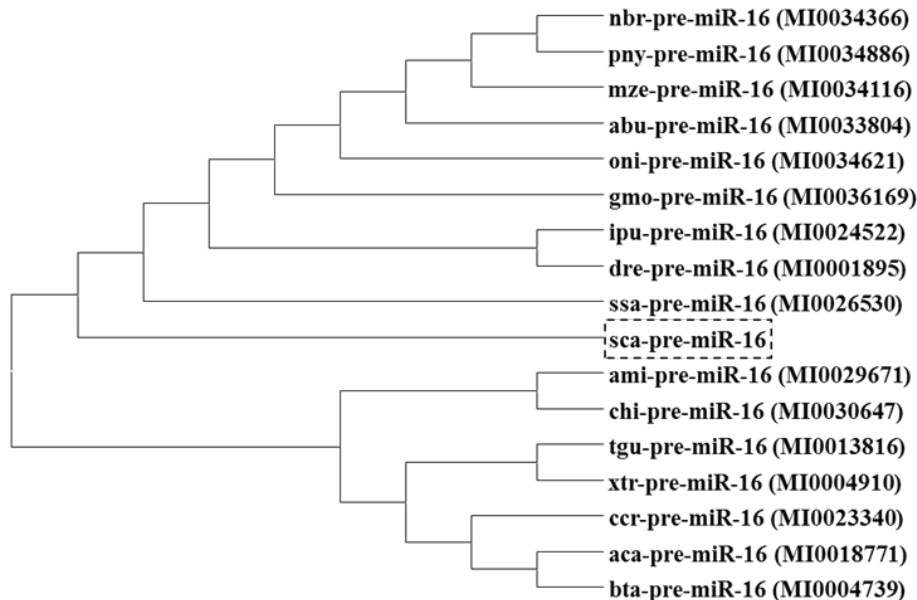 nbr-pre-miR-16 (MI0034366)
pny-pre-miR-16 (MI0034886)
mze-pre-miR-16 (MI0034116)
abu-pre-miR-16 (MI0033804)
oni-pre-miR-16 (MI0034621)
gmo-pre-miR-16 (MI0036169)
ipu-pre-miR-16 (MI0024522)
dre-pre-miR-16 (MI0001895)
ssa-pre-miR-16 (MI0026530)
sca-pre-miR-16
ami-pre-miR-16 (MI0029671)
chi-pre-miR-16 (MI0030647)
tgu-pre-miR-16 (MI0013816)
xtr-pre-miR-16 (MI0004910)
ccr-pre-miR-16 (MI0023340)
aca-pre-miR-16 (MI0018771)
bta-pre-miR-16 (MI0004739)